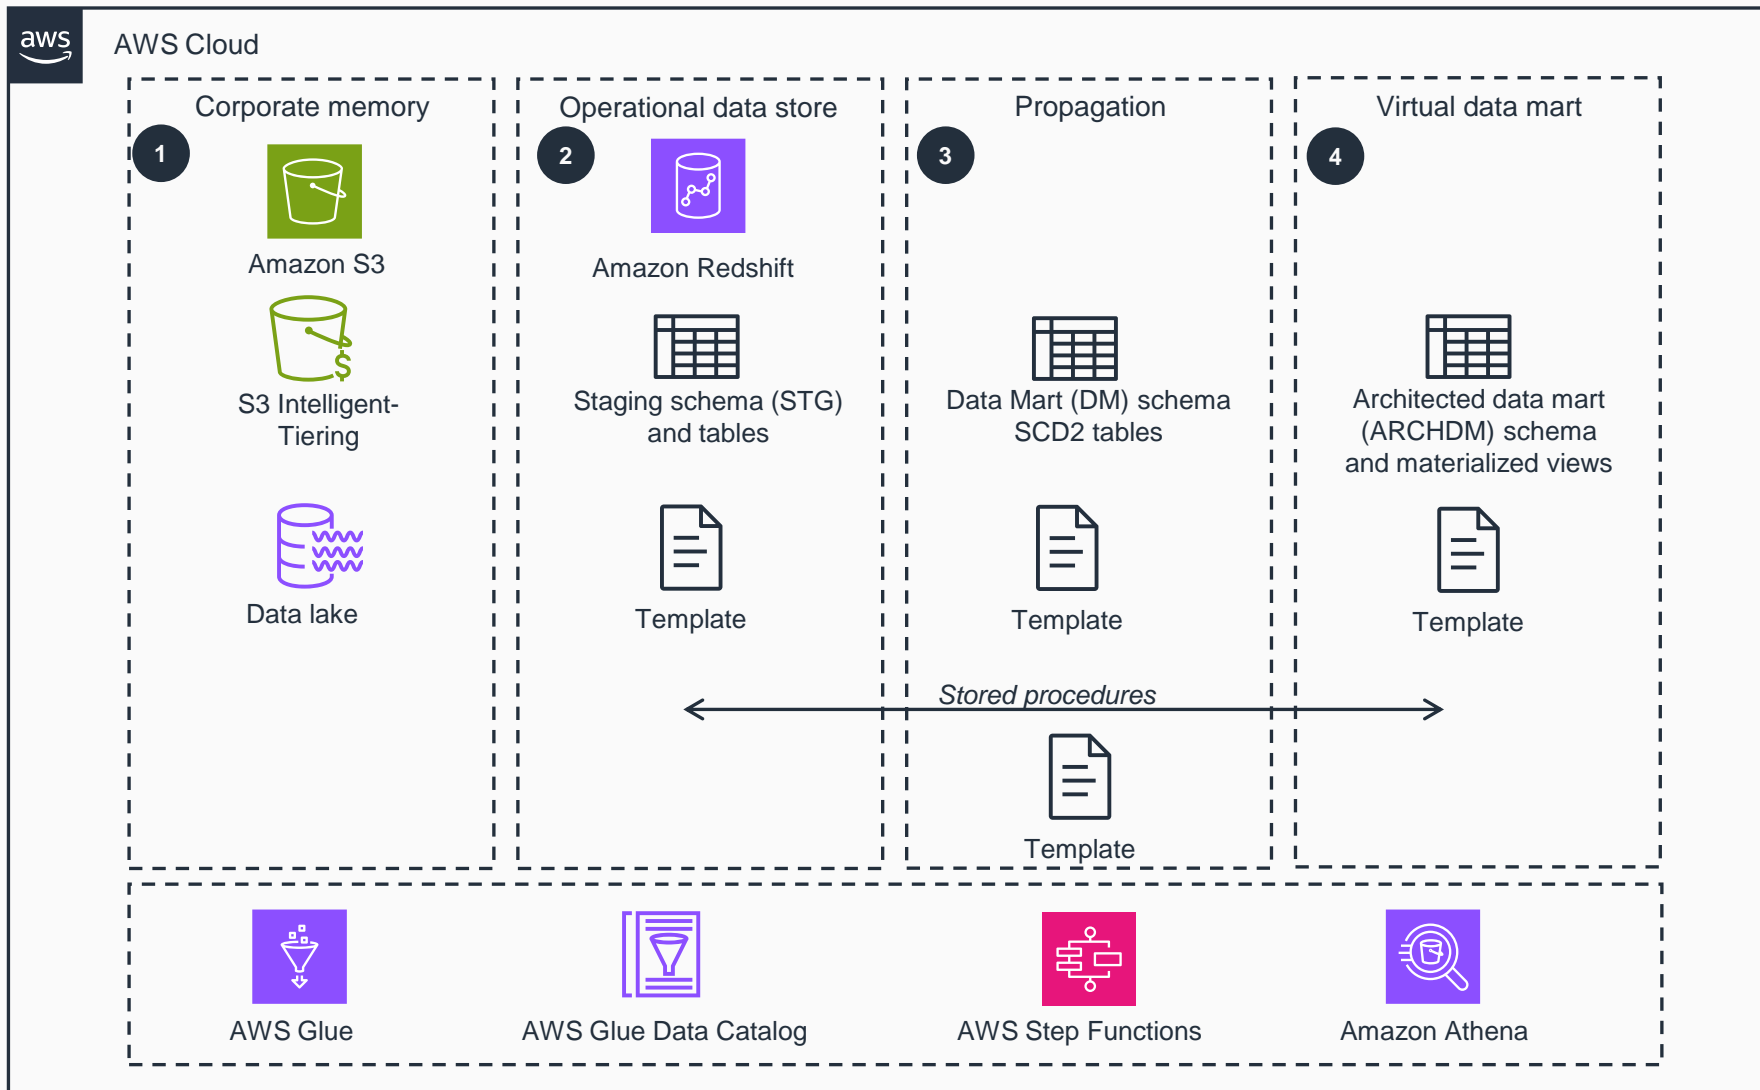 aws
AWS Cloud
Corporate memory
1
Amazon S3
S3 Intelligent-
Tiering
Data lake
Operational data store
2
Amazon Redshift
Staging schema (STG)
and tables
Template
Propagation
3
Data Mart (DM) schema
SCD2 tables
Template
Stored procedures
Template
Virtual data mart
4
Architected data mart
(ARCHDM) schema
and materialized views
Template
$
AWS Glue
AWS Glue Data Catalog
AWS Step Functions
Amazon Athena